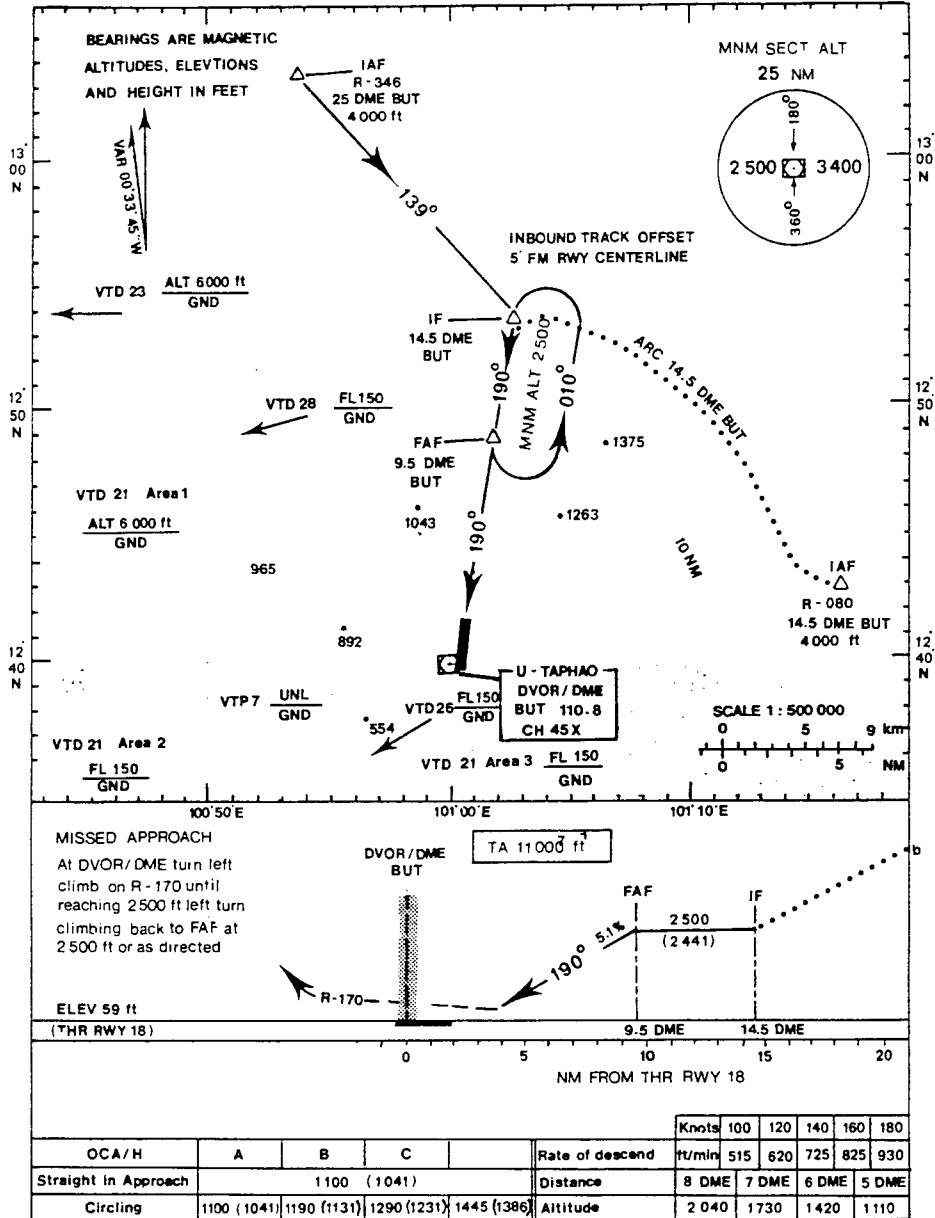 BEARINGS ARE MAGNETIC
ALTITUDES, ELEVTIONS
AND HEIGHT IN FEET
IAF
R-346
25 DME BUT
4000 ft
MNM SECT ALT
25 NM
180°
2 500
3 400
360°
13°
00'
N
13°
00'
N
VAR 00°33'45"W
139°
INBOUND TRACK OFFSET
5° FM RWY CENTERLINE
VTD 23 ALT 6000 ft
GND
IF
14.5 DME
BUT
MNM ALT 2500
190°
010°
ARC 14.5 DME BUT
12°
50'
N
12°
50'
N
VTD 28 FL150
GND
FAF
9.5 DME
BUT
1375
VTD 21 Area 1
ALT 6 000 ft
GND
1043
190°
1263
10 NM
965
IAF
R-080
14.5 DME BUT
4000 ft
892
12°
40'
N
12°
40'
N
U-TAPHAO
DVOR/DME
BUT 110.8
CH 45X
VTP 7 UNL
GND
VTD 26 FL150
GND
554
SCALE 1:500 000
0 5 9 km
0 5 NM
VTD 21 Area 2
FL 150
GND
VTD 21 Area 3 FL 150
GND
100°50'E 101°00'E 101°10'E
MISSED APPROACH
At DVOR/DME turn left
climb on R-170 until
reaching 2500 ft left turn
climbing back to FAF at
2500 ft or as directed
DVOR/DME
BUT
TA 11000 ft
FAF
IF
b
2500
(2441)
5.1%
190°
R-170
ELEV 59 ft
(THR RWY 18)
9.5 DME 14.5 DME
0 5 10 15 20
NM FROM THR RWY 18
Knots 100 120 140 160 180
OCA/H A B C Rate of descend ft/min 515 620 725 825 930
Straight in Approach 1100 (1041) Distance 8 DME 7 DME 6 DME 5 DME
Circling 1100 (1041) 1190 (1131) 1290 (1231) 1445 (1386) Altitude 2 040 1730 1420 1110